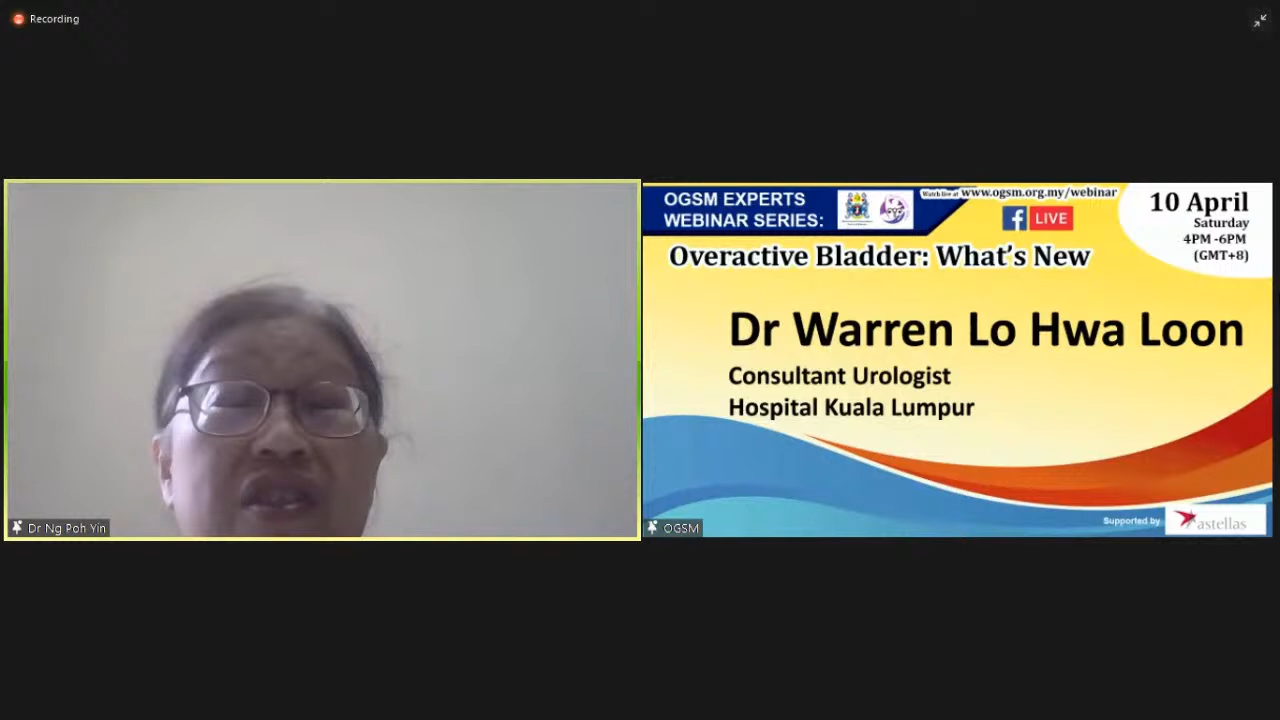 Recording
Dr Ng Poh Yin
OGSM EXPERTS
WEBINAR SERIES:
Watch live at www.ogsm.org.my/webinar
f LIVE
10 April
Saturday
4PM -6PM
(GMT+8)
Overactive Bladder: What's New
Dr Warren Lo Hwa Loon
Consultant Urologist
Hospital Kuala Lumpur
Supported by astellas
OGSM